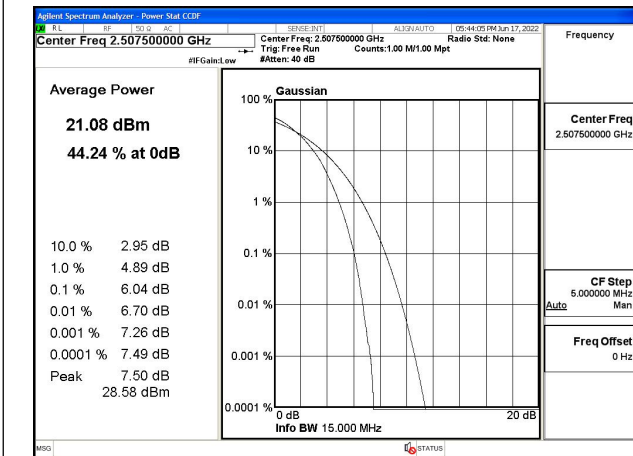 Agilent Spectrum Analyzer - Power Stat CCDF
RL RF 50 Ω AC SENSE:INT ALIGNAUTO 05:44:05 PM Jun 17, 2022
Center Freq 2.507500000 GHz
#IFGain:Low
Center Freq: 2.507500000 GHz Radio Std: None
Trig: Free Run Counts:1.00 M/1.00 Mpt
#Atten: 40 dB
Frequency
Average Power
21.08 dBm
44.24 % at 0dB
10.0 % 2.95 dB
1.0 % 4.89 dB
0.1 % 6.04 dB
0.01 % 6.70 dB
0.001 % 7.26 dB
0.0001 % 7.49 dB
Peak 7.50 dB
28.58 dBm
Gaussian
100 %
10 %
1 %
0.1 %
0.01 %
0.001 %
0.0001 %
0 dB 20 dB
Info BW 15.000 MHz
Center Freq
2.507500000 GHz
CF Step
5.000000 MHz
Auto Man
Freq Offset
0 Hz
MSG STATUS